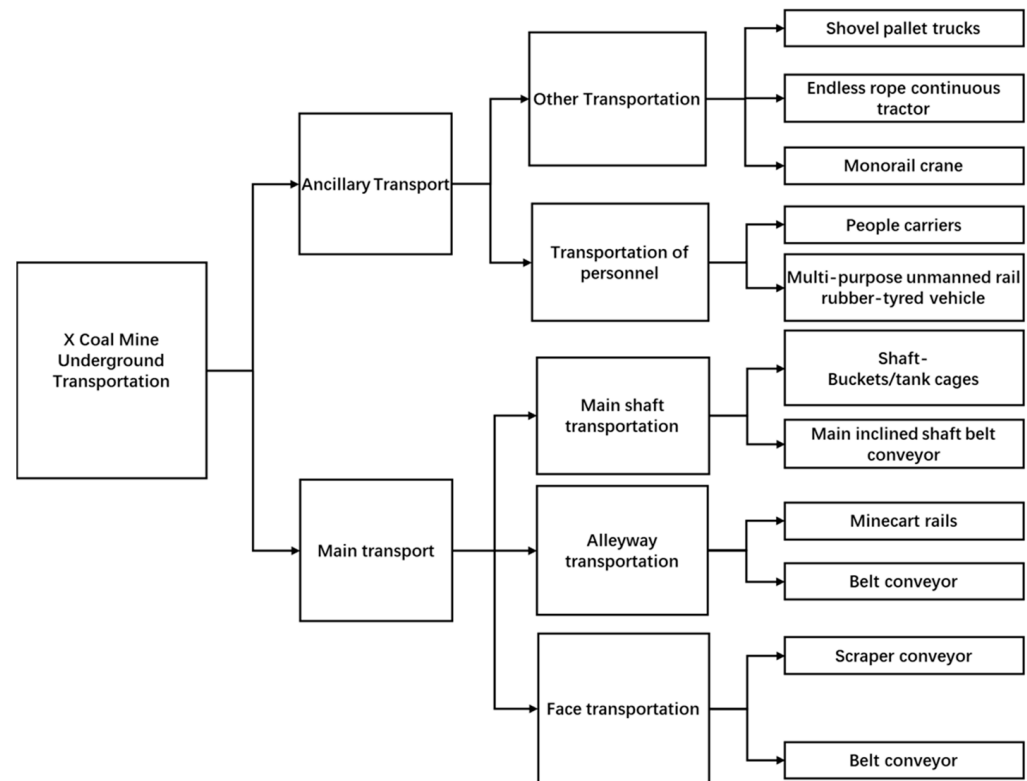 X Coal Mine
Underground
Transportation
Ancillary Transport
Main transport
Other Transportation
Transportation of
personnel
Main shaft
transportation
Alleyway
transportation
Face transportation
Shovel pallet trucks
Endless rope continuous
tractor
Monorail crane
People carriers
Multi-purpose unmanned rail
rubber-tyred vehicle
Shaft-
Buckets/tank cages
Main inclined shaft belt
conveyor
Minecart rails
Belt conveyor
Scraper conveyor
Belt conveyor